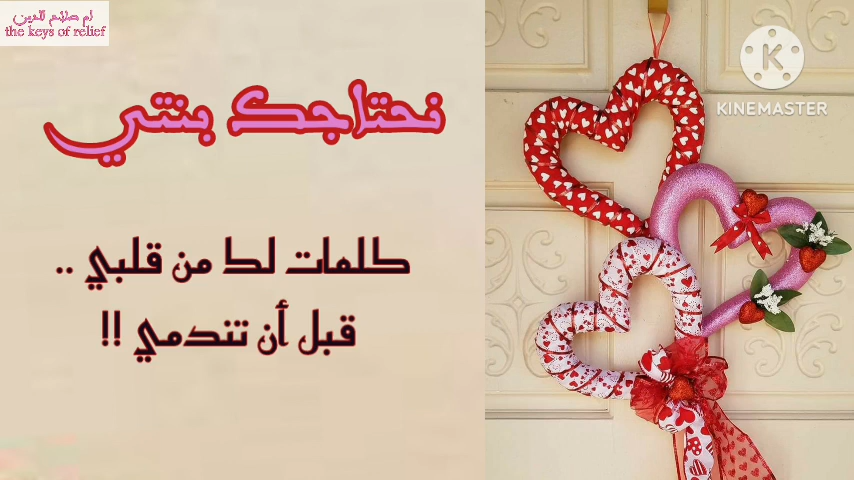 أم صلاح الدين
the keys of relief
KINEMASTER
نحتاجك بنتي
كلمات لك من قلبي ..
قبل أن تندمي !!